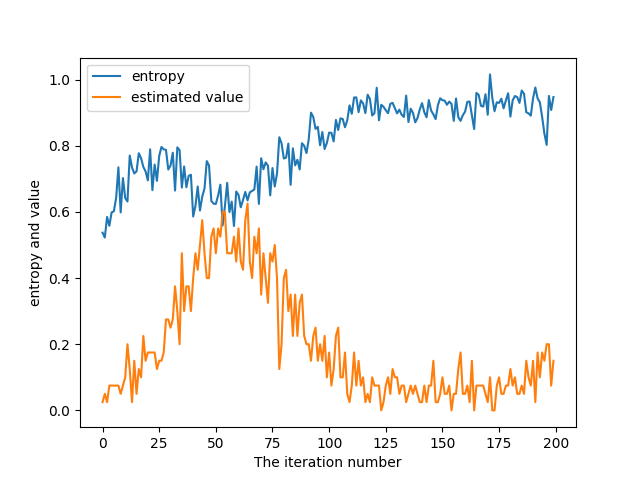 entropy
estimated value
1.0
0.8
0.6
0.4
0.2
0.0
entropy and value
0 25 50 75 100 125 150 175 200
The iteration number